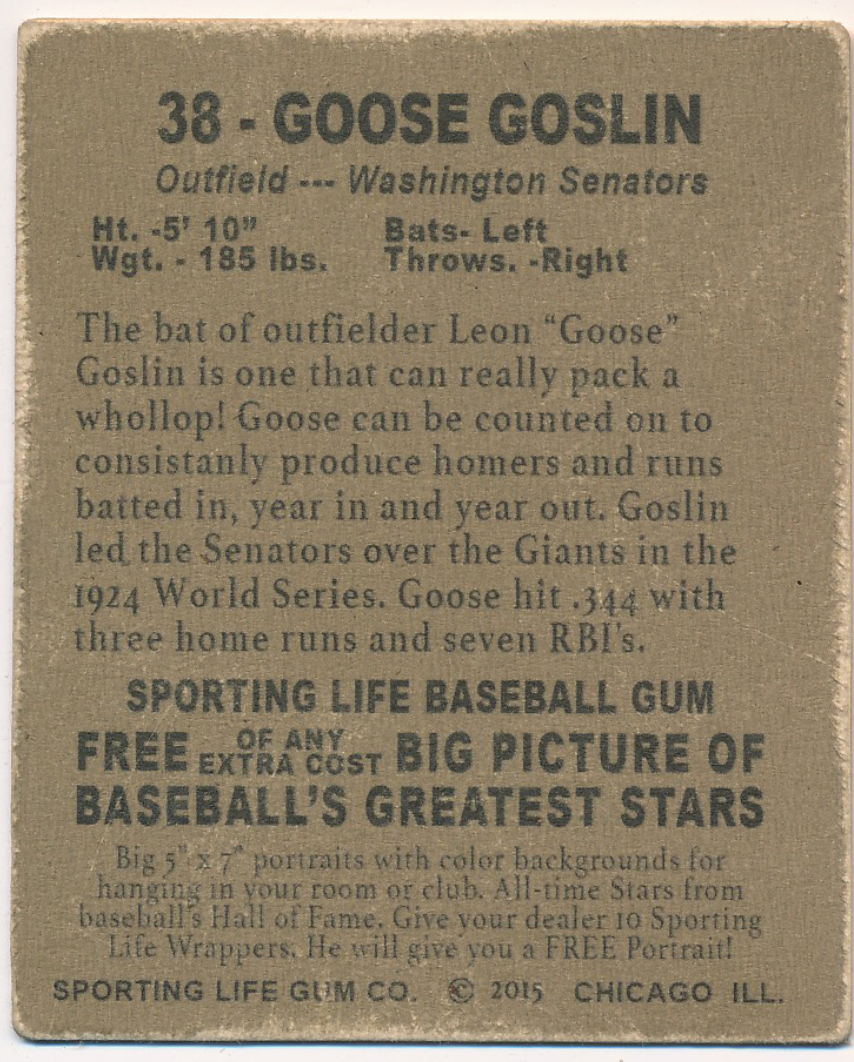 38 - GOOSE GOSLIN
Outfield --- Washington Senators
Ht. -5' 10" Bats- Left
Wgt. - 185 lbs. Throws. -Right
The bat of outfielder Leon “Goose”
Goslin is one that can really pack a
whollop! Goose can be counted on to
consistanly produce homers and runs
batted in, year in and year out. Goslin
led the Senators over the Giants in the
1924 World Series. Goose hit .344 with
three home runs and seven RBI's.
SPORTING LIFE BASEBALL GUM
FREE OF ANY EXTRA COST BIG PICTURE OF
BASEBALL'S GREATEST STARS
Big 5" x 7" portraits with color backgrounds for
hanging in your room or club. All-time Stars from
baseball's Hall of Fame. Give your dealer 10 Sporting
Life Wrappers. He will give you a FREE Portrait!
SPORTING LIFE GUM CO. © 2015 CHICAGO ILL.